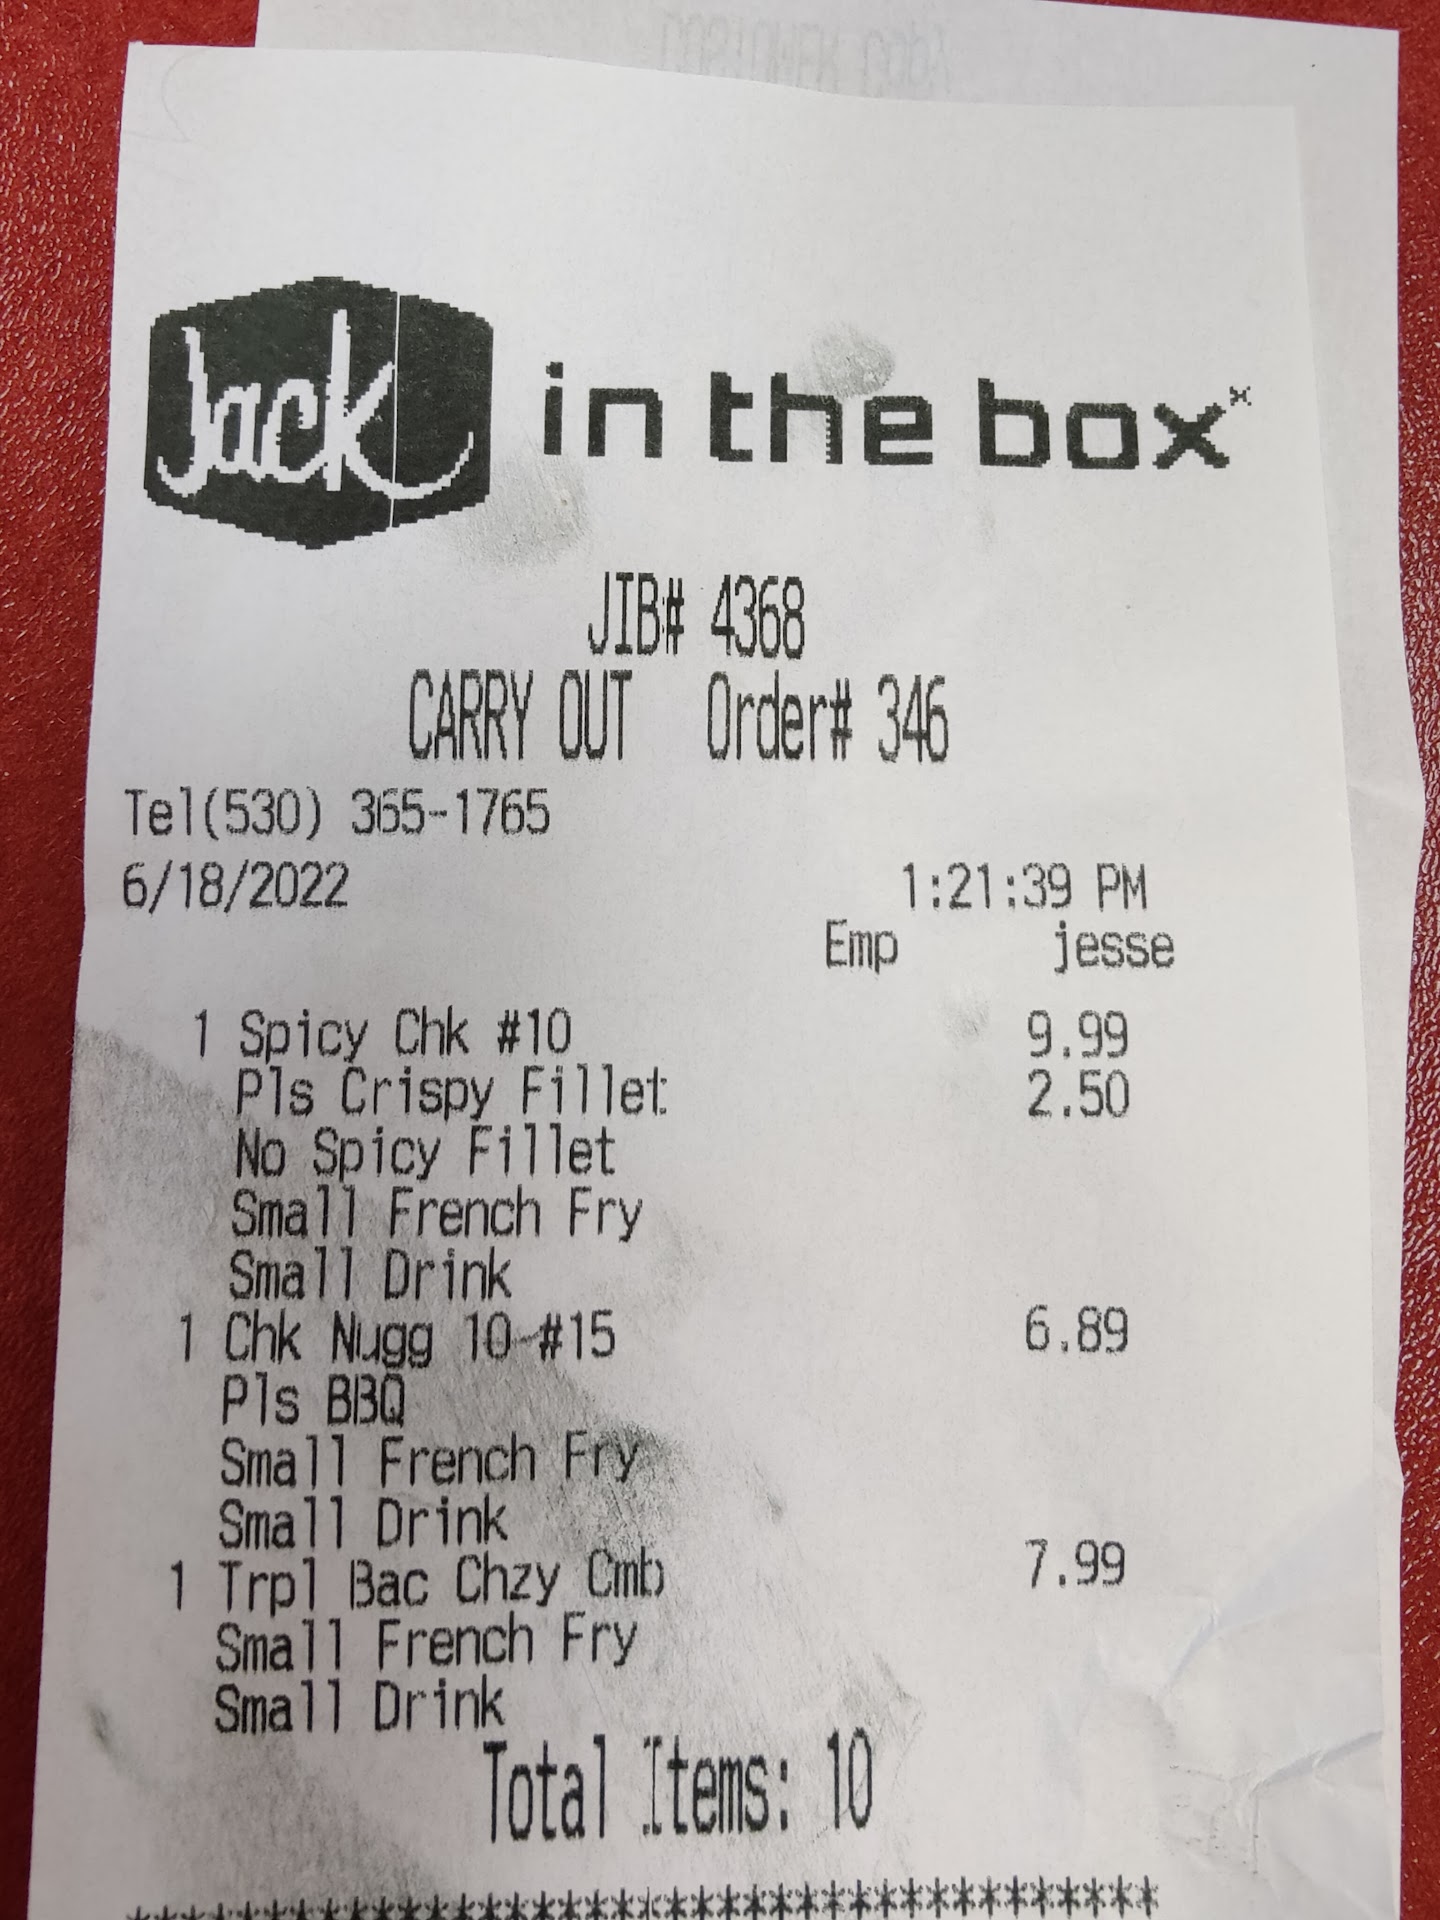 Jack in the box
JIB# 4368
CARRY OUT Order# 346
Tel(530) 365-1765
6/18/2022 1:21:39 PM
Emp jesse
1 Spicy Chk #10 9.99
Pls Crispy Fillet 2.50
No Spicy Fillet
Small French Fry
Small Drink
1 Chk Nugg 10-#15 6.89
Pls BBQ
Small French Fry
Small Drink
1 Trpl Bac Chzy Cmb 7.99
Small French Fry
Small Drink
Total Items: 10
****************************************